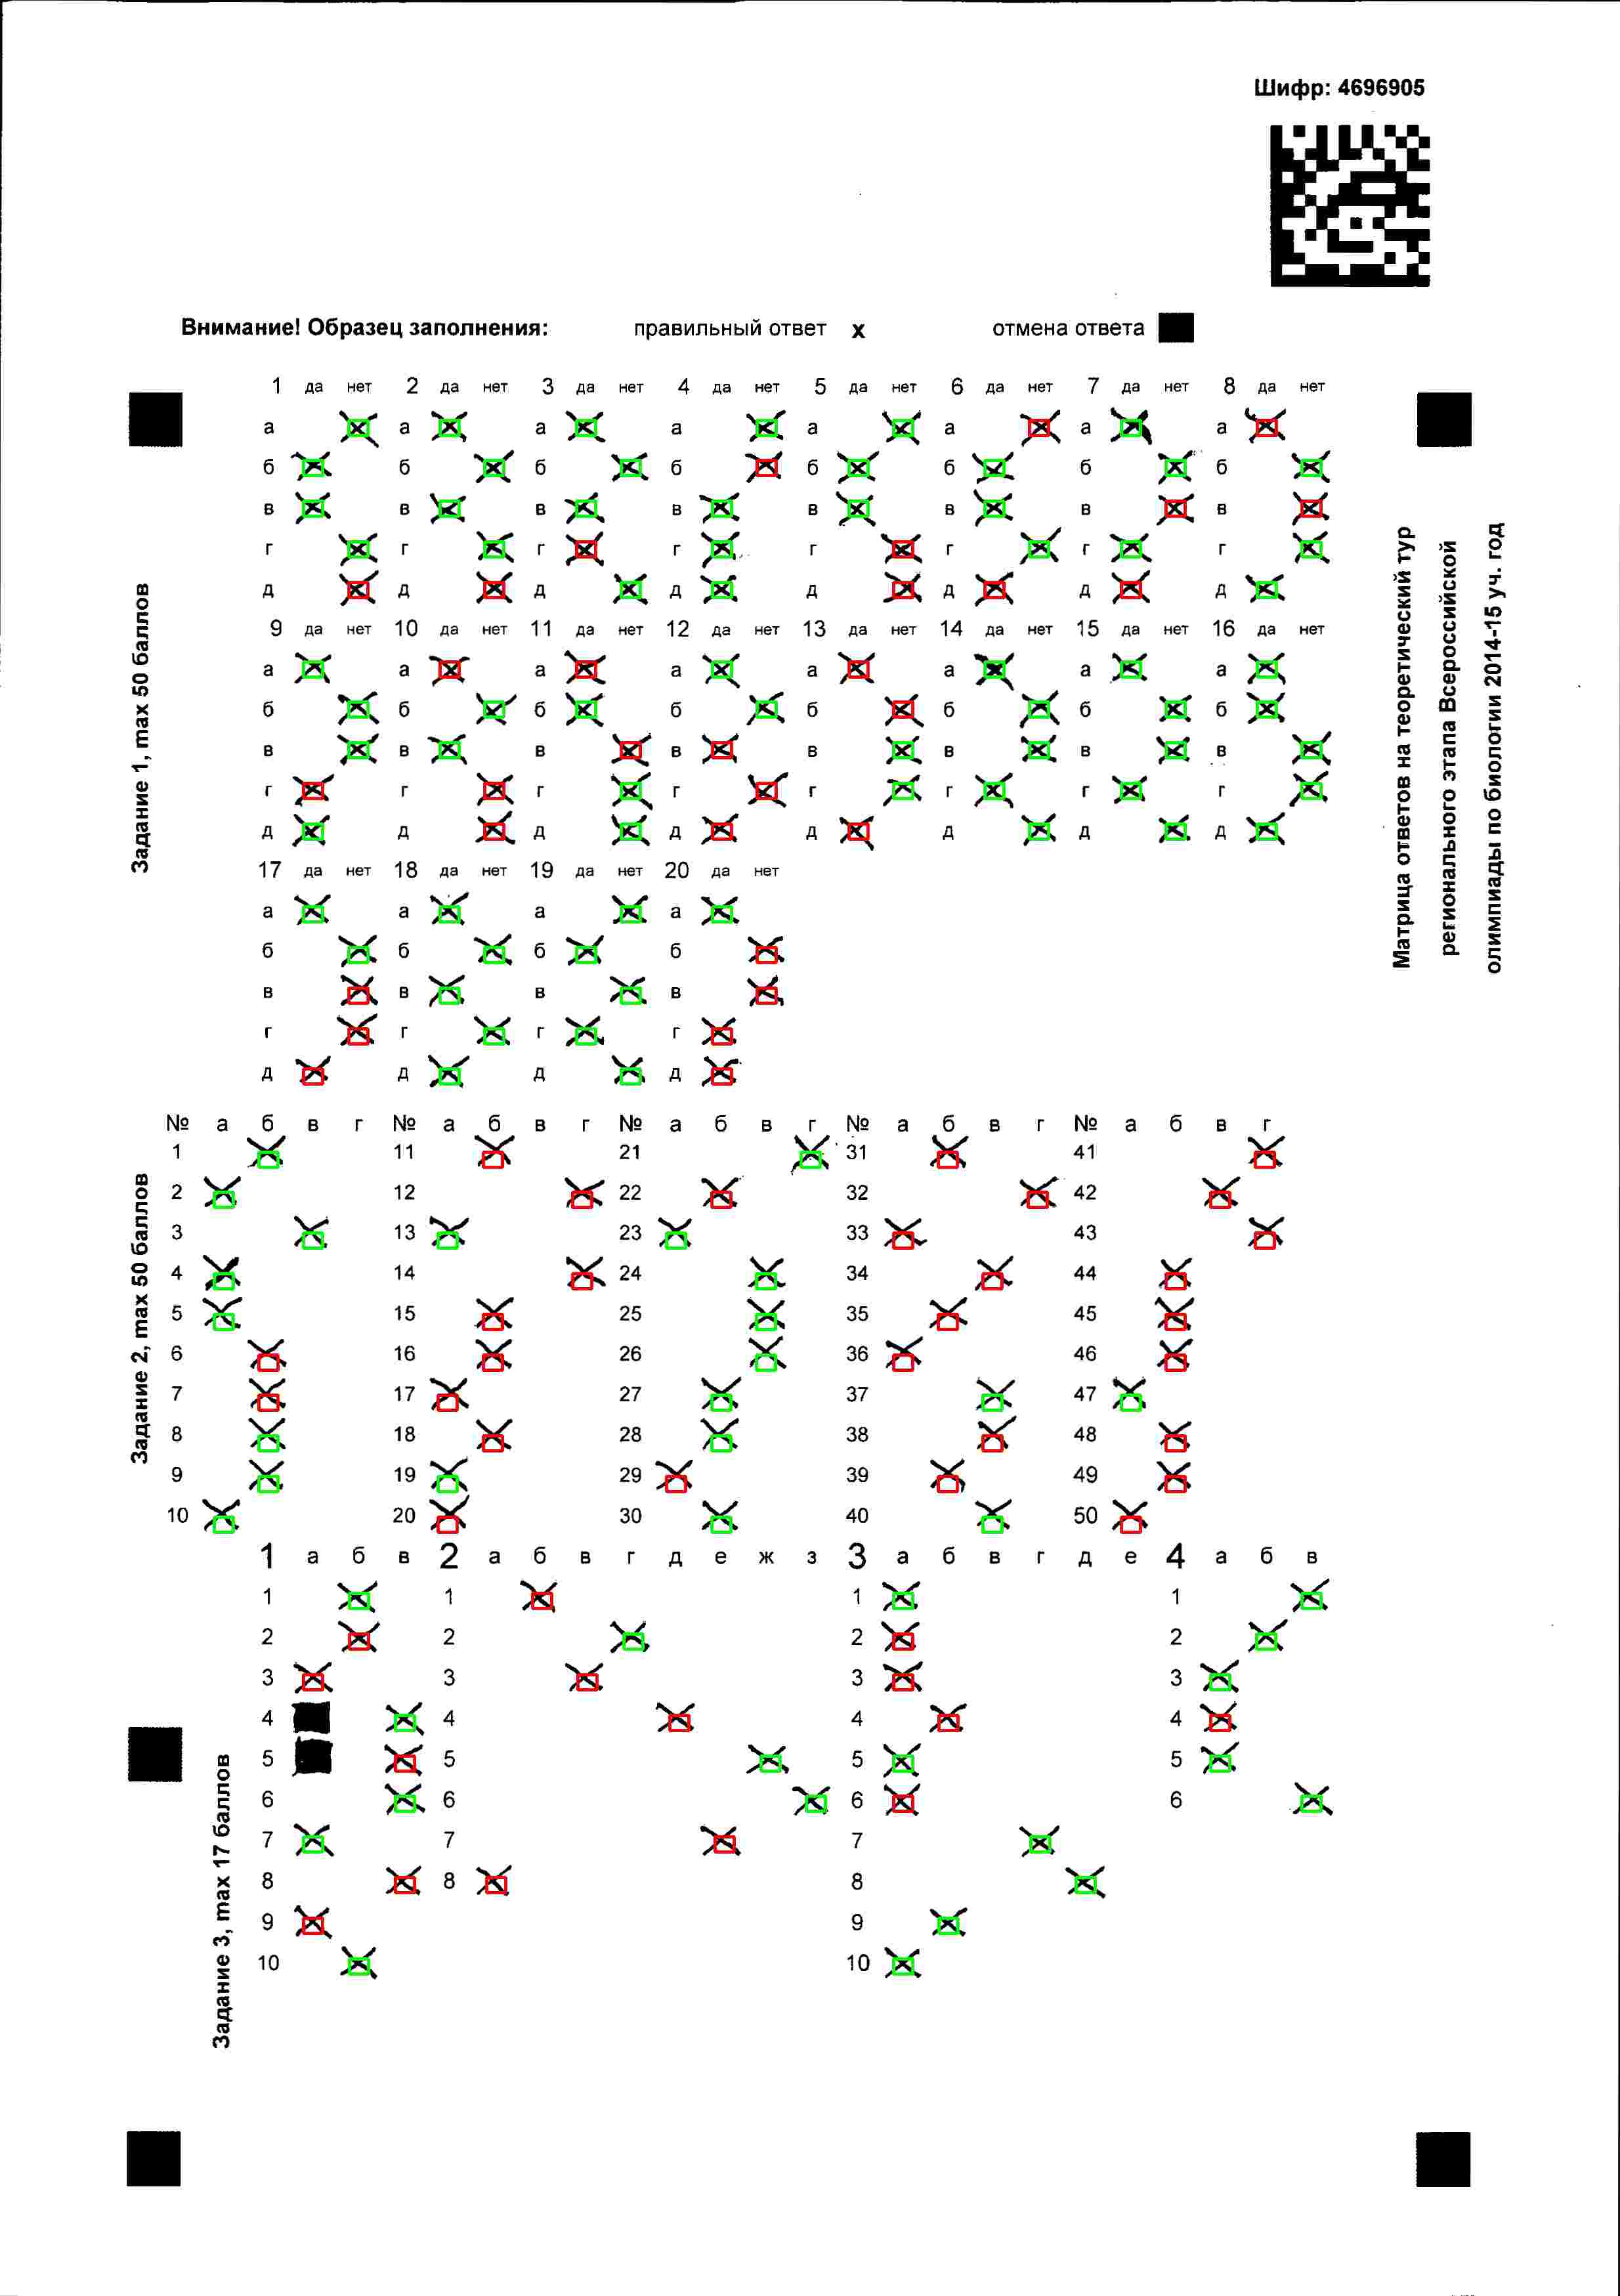 Шифр: 4696905
Внимание! Образец заполнения: правильный ответ х отмена ответа
Матрица ответов на теоретический тур
регионального этапа Всероссийской
олимпиады по биологии 2014-15 уч. год
Задание 1, max 50 баллов
1 да нет 2 да нет 3 да нет 4 да нет 5 да нет 6 да нет 7 да нет 8 да нет
а а а а а а а а
б б б б б б б б
в в в в в в в в
г г г г г г г г
д д д д д д д д
9 да нет 10 да нет 11 да нет 12 да нет 13 да нет 14 да нет 15 да нет 16 да нет
а а а а а а а а
б б б б б б б б
в в в в в в в в
г г г г г г г г
д д д д д д д д
17 да нет 18 да нет 19 да нет 20 да нет
а а а а
б б б б
в в в в
г г г г
д д д д
Задание 2, max 50 баллов
№ а б в г № а б в г № а б в г № а б в г № а б в г
1 11 21 31 41
2 12 22 32 42
3 13 23 33 43
4 14 24 34 44
5 15 25 35 45
6 16 26 36 46
7 17 27 37 47
8 18 28 38 48
9 19 29 39 49
10 20 30 40 50
Задание 3, max 17 баллов
1 а б в 2 а б в г д е ж з 3 а б в г д е 4 а б в
1 1 1 1
2 2 2 2
3 3 3 3
4 4 4 4
5 5 5 5
6 6 6 6
7 7 7
8 8 8
9 9
10 10